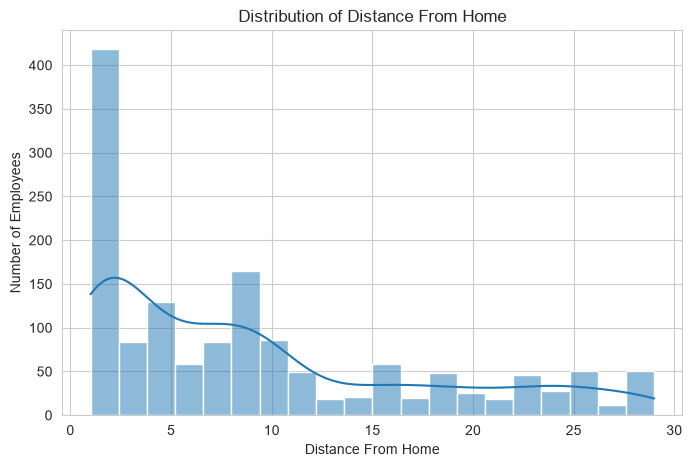 Distribution of Distance From Home
Number of Employees
400
350
300
250
200
150
100
50
0
0 5 10 15 20 25 30
Distance From Home